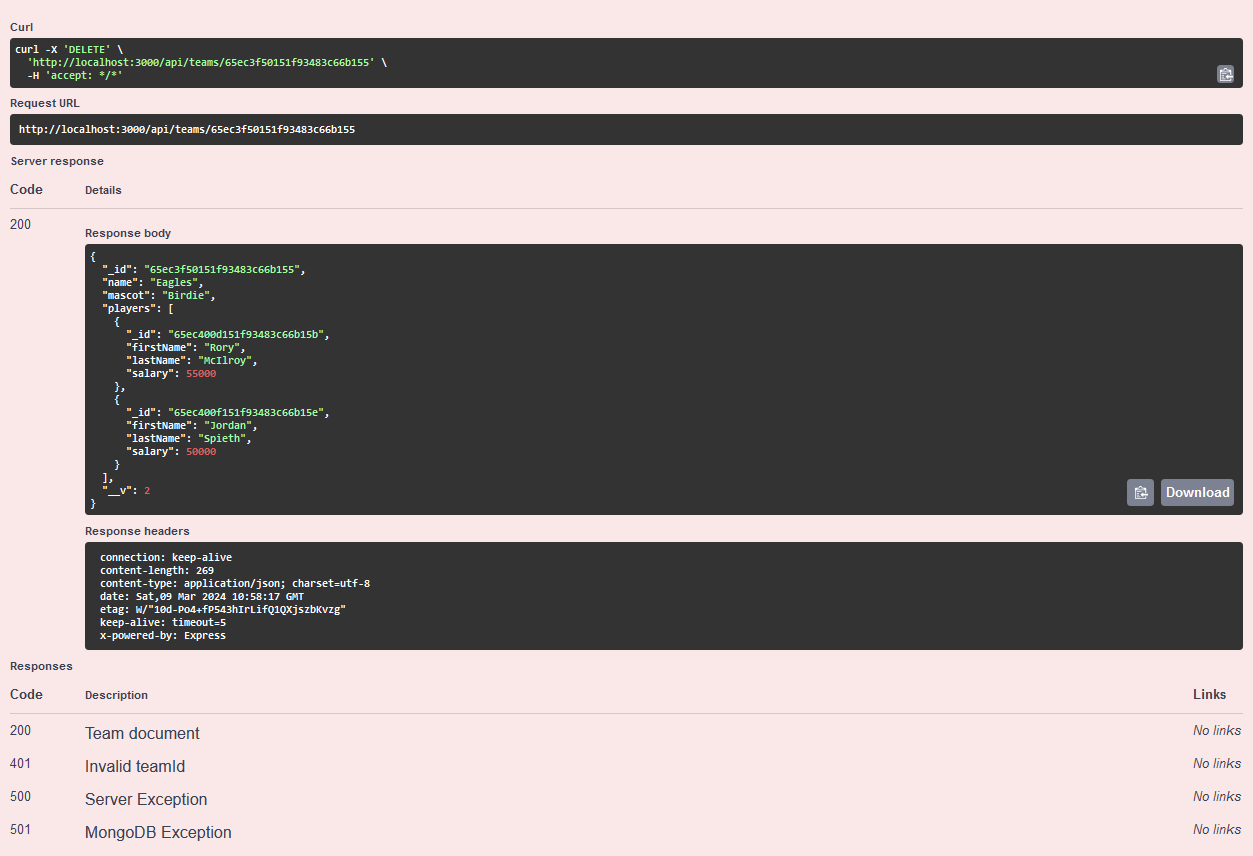 Curl
curl -X 'DELETE' \
  'http://localhost:3000/api/teams/65ec3f50151f93483c66b155' \
  -H 'accept: */*'
Request URL
http://localhost:3000/api/teams/65ec3f50151f93483c66b155
Server response
Code Details
200
Response body
{
  "_id": "65ec3f50151f93483c66b155",
  "name": "Eagles",
  "mascot": "Birdie",
  "players": [
    {
      "_id": "65ec400d151f93483c66b15b",
      "firstName": "Rory",
      "lastName": "McIlroy",
      "salary": 55000
    },
    {
      "_id": "65ec400f151f93483c66b15e",
      "firstName": "Jordan",
      "lastName": "Spieth",
      "salary": 50000
    }
  ],
  "__v": 2
}
Download
Response headers
connection: keep-alive
content-length: 269
content-type: application/json; charset=utf-8
date: Sat,09 Mar 2024 10:58:17 GMT
etag: W/"10d-Po4+fP543hIrLifQ1QXjszbKvzg"
keep-alive: timeout=5
x-powered-by: Express
Responses
Code Description Links
200 Team document No links
401 Invalid teamId No links
500 Server Exception No links
501 MongoDB Exception No links